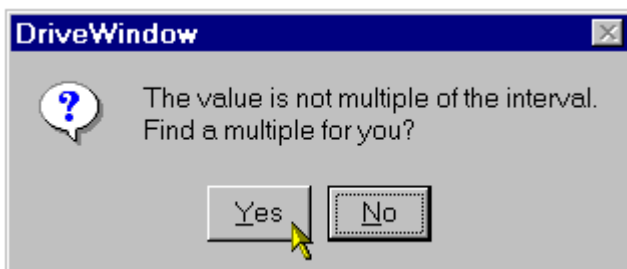 DriveWindow
The value is not multiple of the interval.
Find a multiple for you?
Yes No